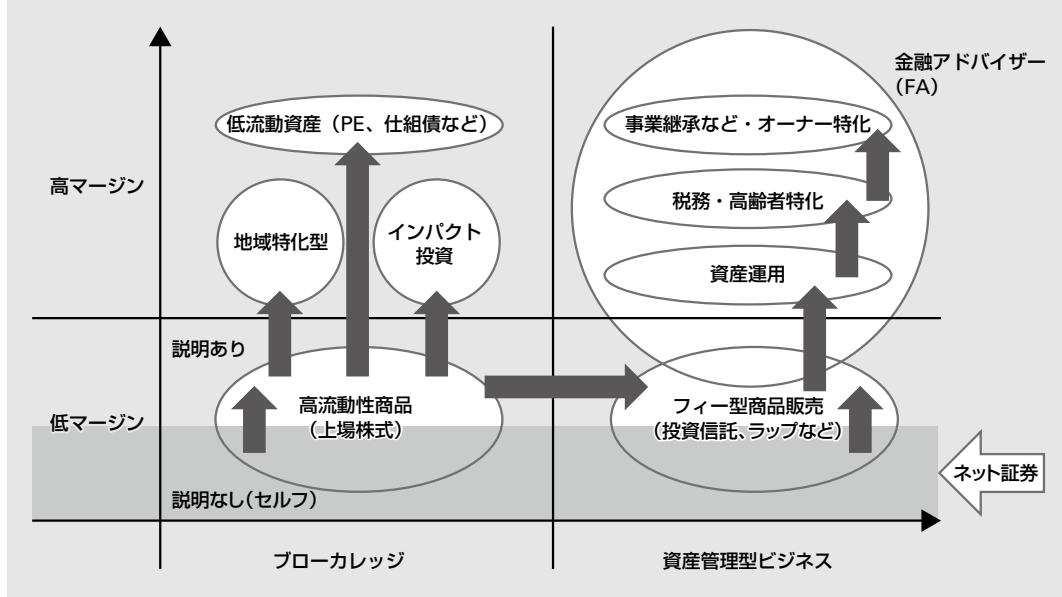 金融アドバイザー
（FA）
低流動資産（PE、仕組債など）
事業継承など・オーナー特化
高マージン
税務・高齢者特化
地域特化型
インパクト
投資
資産運用
説明あり
低マージン
高流動性商品
（上場株式）
フィー型商品販売
（投資信託、ラップなど）
ネット証券
説明なし（セルフ）
ブローカレッジ
資産管理型ビジネス